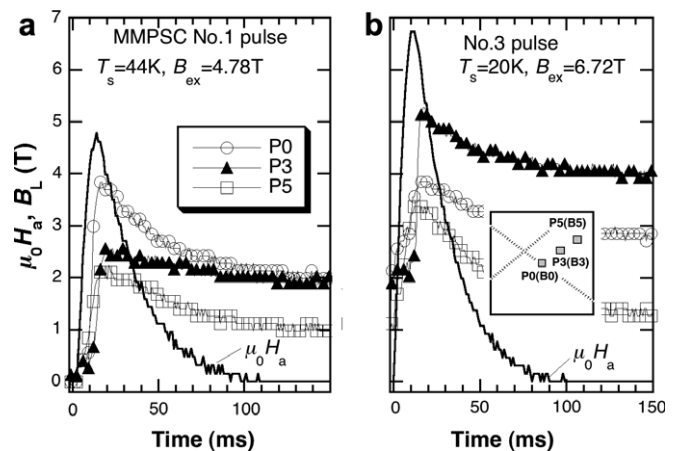 a
MMPSC No.1 pulse
Ts=44K, Bex=4.78T
P0
P3
P5
μ0Ha
μ0Ha, BL (T)
7
6
5
4
3
2
1
0
0 50 100
Time (ms)
b
No.3 pulse
Ts=20K, Bex=6.72T
P5(B5)
P3(B3)
P0(B0)
μ0Ha
0 50 100 150
Time (ms)